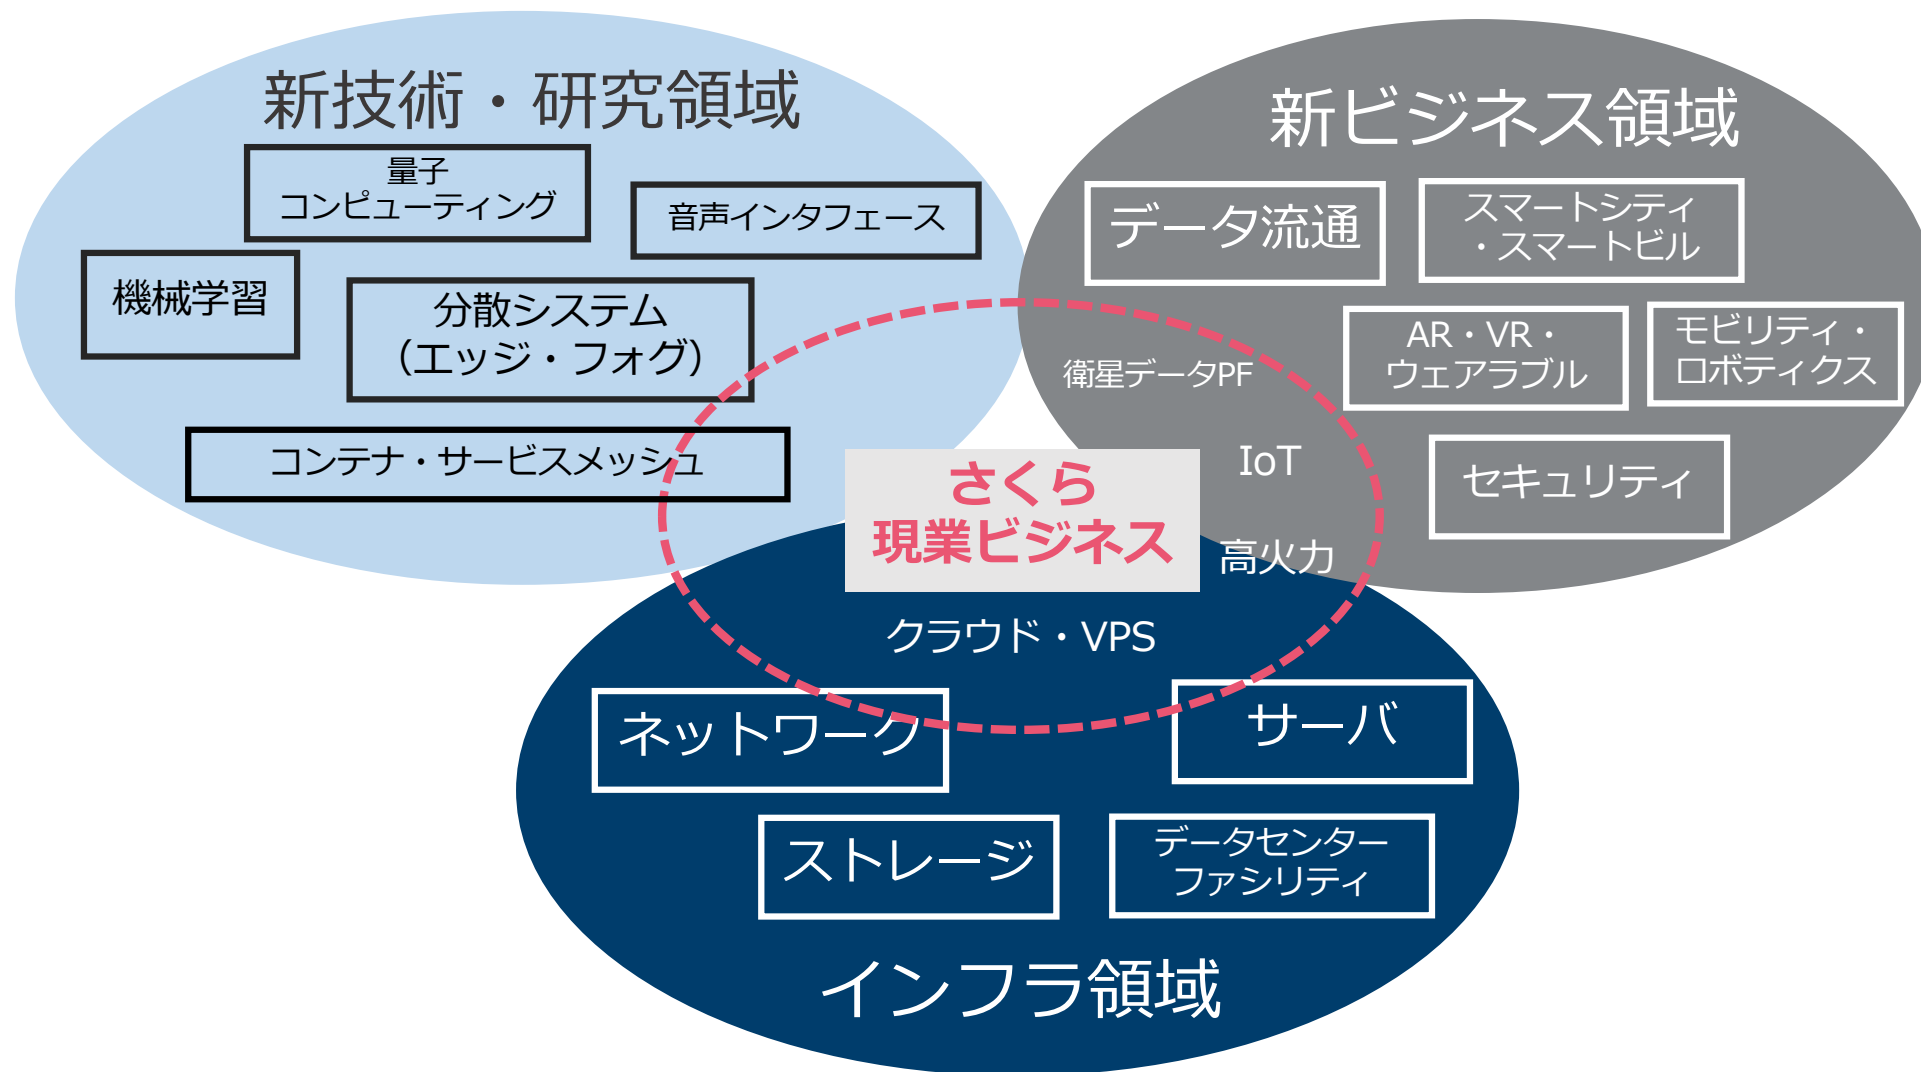 新技術・研究領域
量子
コンピューティング
音声インタフェース
機械学習
分散システム
（エッジ・フォグ）
コンテナ・サービスメッシュ
新ビジネス領域
データ流通
スマートシティ
・スマートビル
AR・VR・
ウェアラブル
モビリティ・
ロボティクス
衛星データPF
IoT
セキュリティ
高火力
さくら
現業ビジネス
クラウド・VPS
ネットワーク
サーバ
ストレージ
データセンター
ファシリティ
インフラ領域